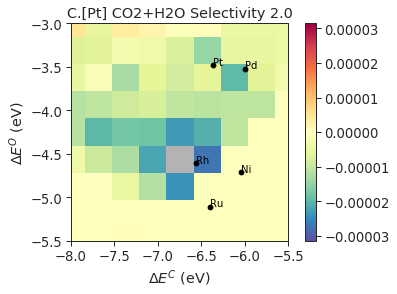 C.[Pt] CO2+H2O Selectivity 2.0
ΔE^O (eV)
−3.0
−3.5
−4.0
−4.5
−5.0
−5.5
Pt
Pd
Rh
Ni
Ru
−8.0 −7.5 −7.0 −6.5 −6.0 −5.5
ΔE^C (eV)
0.00003
0.00002
0.00001
0.00000
−0.00001
−0.00002
−0.00003